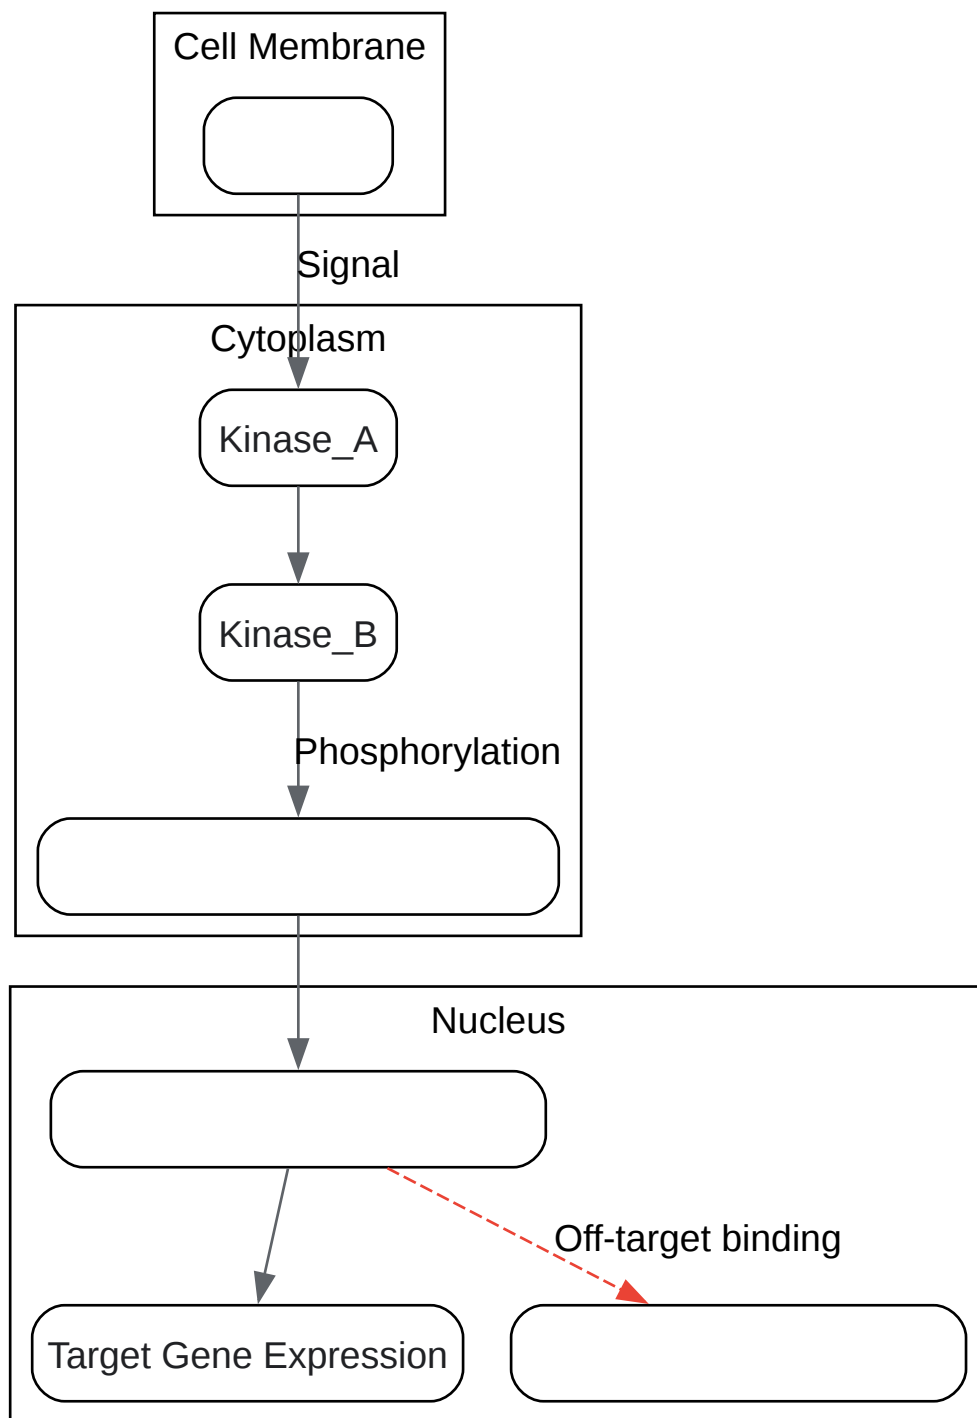 Cell Membrane
Signal
Cytoplasm
Kinase_A
Kinase_B
Phosphorylation
Nucleus
Off-target binding
Target Gene Expression